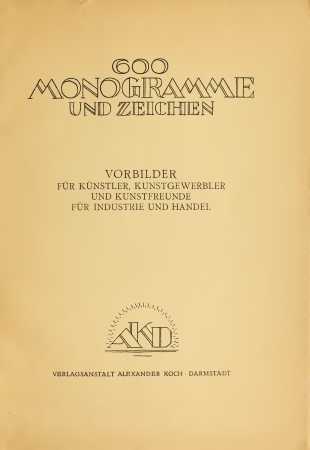 600
MONOGRAMME
UND ZEICHEN
VORBILDER
FÜR KÜNSTLER, KUNSTGEWERBLER
UND KUNSTFREUNDE
FÜR INDUSTRIE UND HANDEL
AKD
VERLAGSANSTALT ALEXANDER KOCH · DARMSTADT